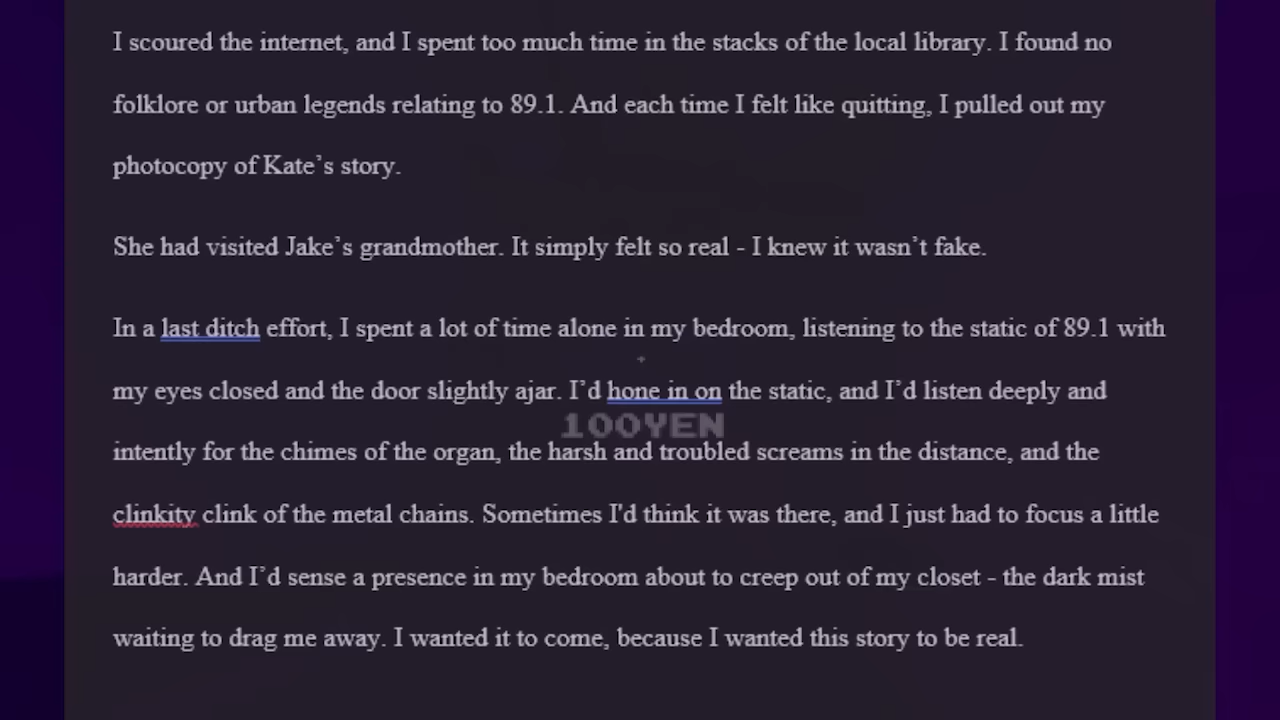 I scoured the internet, and I spent too much time in the stacks of the local library. I found no
folklore or urban legends relating to 89.1. And each time I felt like quitting, I pulled out my
photocopy of Kate’s story.
She had visited Jake’s grandmother. It simply felt so real - I knew it wasn’t fake.
In a last ditch effort, I spent a lot of time alone in my bedroom, listening to the static of 89.1 with
my eyes closed and the door slightly ajar. I’d hone in on the static, and I’d listen deeply and
100YEN
intently for the chimes of the organ, the harsh and troubled screams in the distance, and the
clinkity clink of the metal chains. Sometimes I'd think it was there, and I just had to focus a little
harder. And I’d sense a presence in my bedroom about to creep out of my closet - the dark mist
waiting to drag me away. I wanted it to come, because I wanted this story to be real.